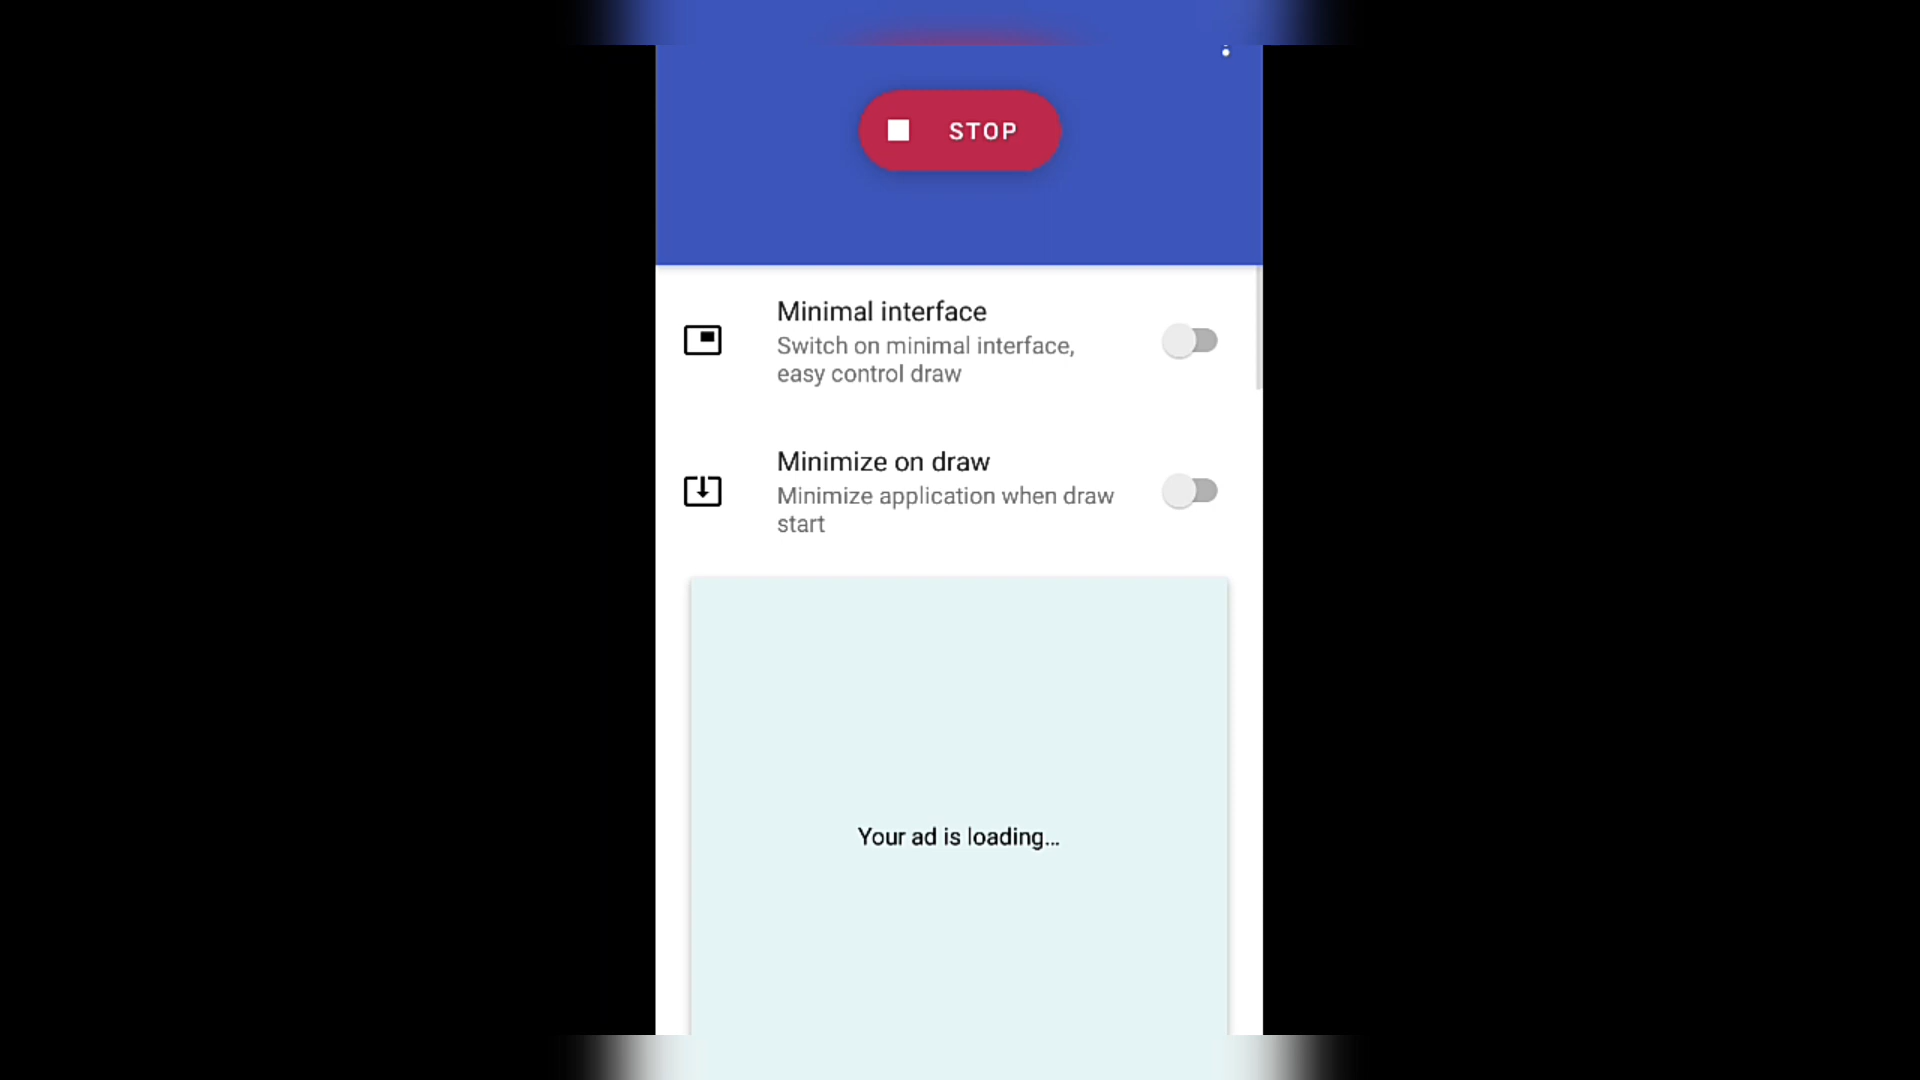 STOP
Minimal interface
Switch on minimal interface,
easy control draw
Minimize on draw
Minimize application when draw
start
Your ad is loading...